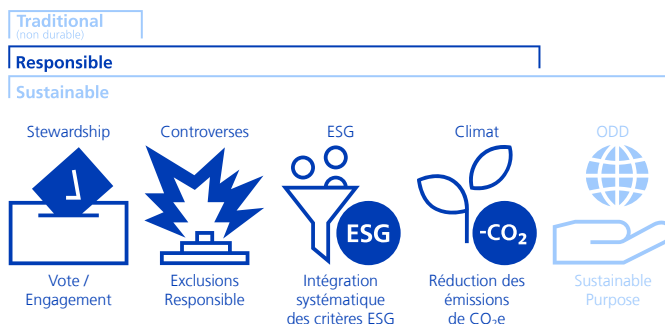 Traditional
(non durable)
Responsible
Sustainable
Stewardship
Controverses
ESG
Climat
ODD
ESG
-CO₂
Vote /
Engagement
Exclusions
Responsible
Intégration
systématique
des critères ESG
Réduction des
émissions
de CO₂e
Sustainable
Purpose